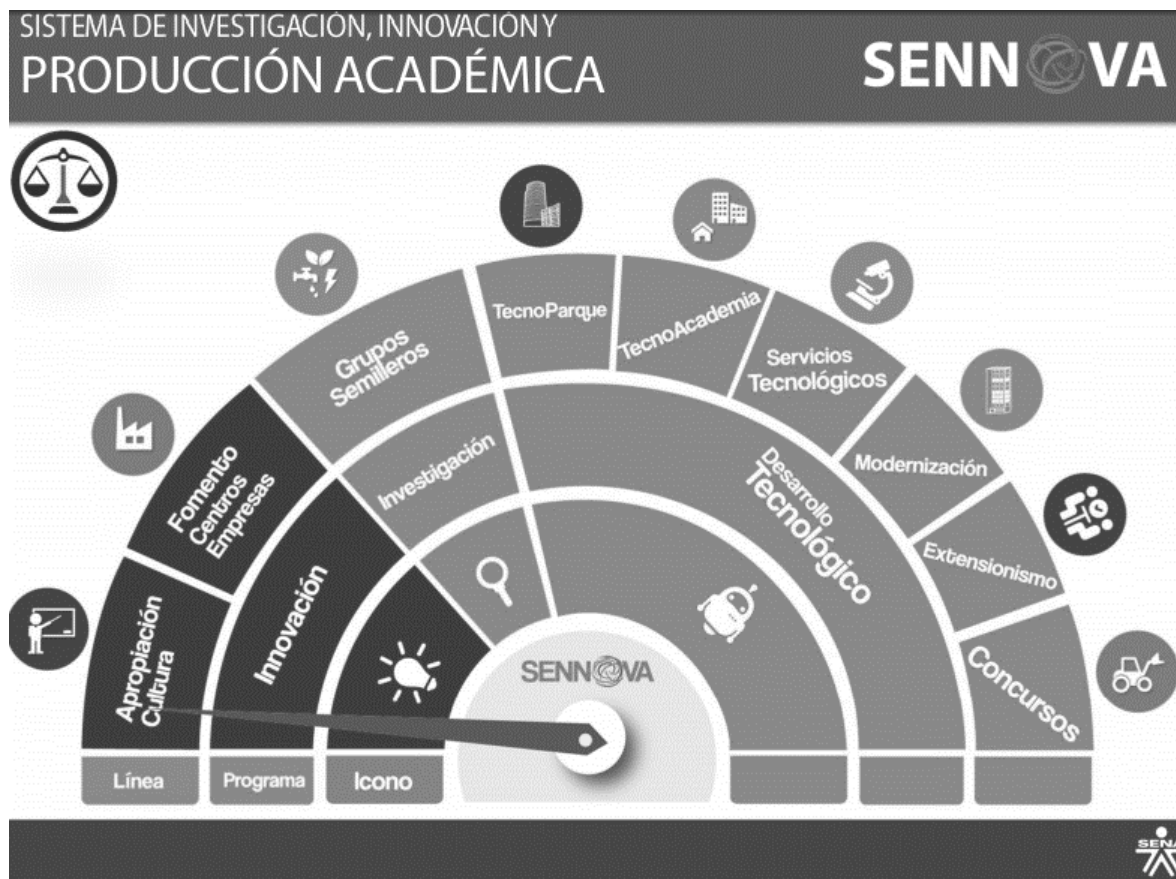 SISTEMA DE INVESTIGACIÓN, INNOVACIÓN Y
PRODUCCIÓN ACADÉMICA
SENNOVA
TecnoParque
TecnoAcademia
Servicios
Tecnológicos
Grupos
Semilleros
Modernización
Fomento
Centros
Empresas
Investigación
Desarrollo
Tecnológico
Extensionismo
Apropiación
Cultura
Innovación
SENNOVA
Concursos
Línea
Programa
Icono
SENA